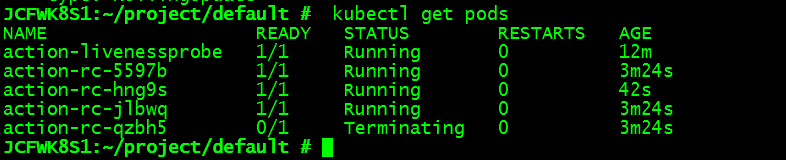 JCFWK8S1:~/project/default #  kubectl get pods
NAME                   READY   STATUS        RESTARTS   AGE
action-livenessprobe   1/1     Running       0          12m
action-rc-5597b        1/1     Running       0          3m24s
action-rc-hng9s        1/1     Running       0          42s
action-rc-jlbwq        1/1     Running       0          3m24s
action-rc-qzbh5        0/1     Terminating   0          3m24s
JCFWK8S1:~/project/default #